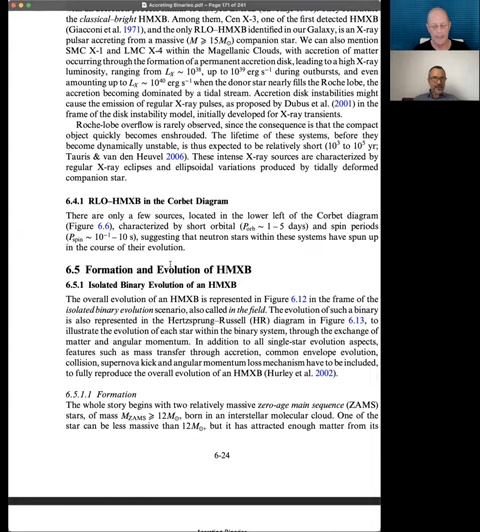 Accreting Binaries.pdf — Page 171 of 241
the classical-bright HMXB. Among them, Cen X-3, one of the first detected HMXB
(Giacconi et al. 1971), and the only RLO–HMXB identified in our Galaxy, is an X-ray
pulsar accreting from a massive (M ⩾ 15M⊙) companion star. We can also mention
SMC X-1 and LMC X-4 within the Magellanic Clouds, with accretion of matter
occurring through the formation of a permanent accretion disk, leading to a high X-ray
luminosity, ranging from LX ∼ 10³⁸, up to 10³⁹ erg s⁻¹ during outbursts, and even
amounting up to LX ∼ 10⁴⁰ erg s⁻¹ when the donor star nearly fills the Roche lobe, the
accretion becoming dominated by a tidal stream. Accretion disk instabilities might
cause the emission of regular X-ray pulses, as proposed by Dubus et al. (2001) in the
frame of the disk instability model, initially developed for X-ray transients.
Roche-lobe overflow is rarely observed, since the consequence is that the compact
object quickly becomes enshrouded. The lifetime of these systems, before they
become dynamically unstable, is thus expected to be relatively short (10³ to 10⁵ yr;
Tauris & van den Heuvel 2006). These intense X-ray sources are characterized by
regular X-ray eclipses and ellipsoidal variations produced by tidally deformed
companion star.
6.4.1 RLO–HMXB in the Corbet Diagram
There are only a few sources, located in the lower left of the Corbet diagram
(Figure 6.6), characterized by short orbital (Porb ∼ 1 – 5 days) and spin periods
(Pspin ∼ 10⁻¹ – 10 s), suggesting that neutron stars within these systems have spun up
in the course of their evolution.
6.5 Formation and Evolution of HMXB
6.5.1 Isolated Binary Evolution of an HMXB
The overall evolution of an HMXB is represented in Figure 6.12 in the frame of the
isolated binary evolution scenario, also called in the field. The evolution of such a binary
is also represented in the Hertzsprung–Russell (HR) diagram in Figure 6.13, to
illustrate the evolution of each star within the binary system, through the exchange of
matter and angular momentum. In addition to all single-star evolution aspects,
features such as mass transfer through accretion, common envelope evolution,
collision, supernova kick and angular momentum loss mechanism have to be included,
to fully reproduce the overall evolution of an HMXB (Hurley et al. 2002).
6.5.1.1 Formation
The whole story begins with two relatively massive zero-age main sequence (ZAMS)
stars, of mass MZAMS ⩾ 12M⊙, born in an interstellar molecular cloud. One of the
star can be less massive than 12M⊙, but it has attracted enough matter from its
6-24